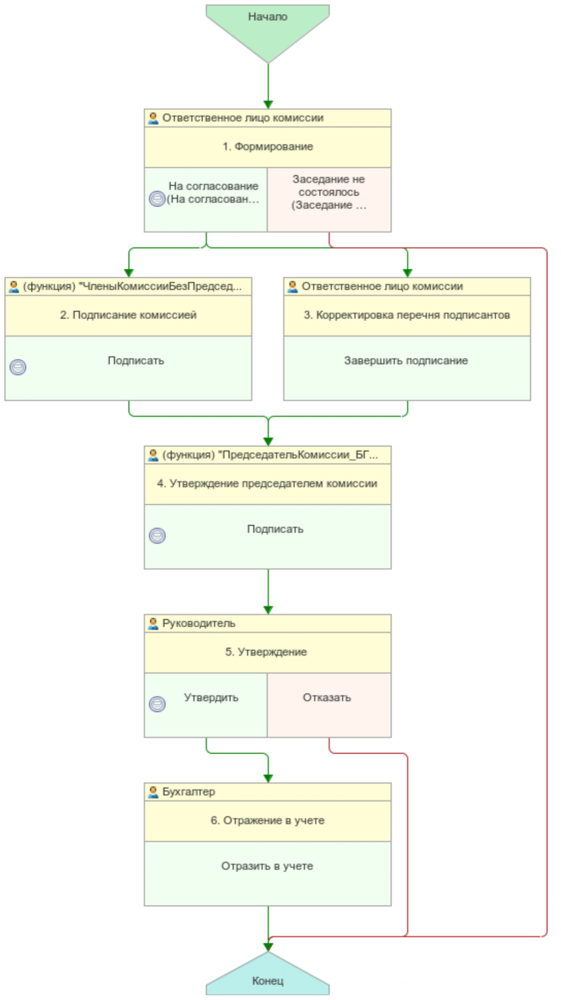 Начало
Ответственное лицо комиссии
1. Формирование
На согласование
(На согласован...
Заседание не
состоялось
(Заседание ...
(функция) "ЧленыКомиссииБезПредсед...
2. Подписание комиссией
Подписать
Ответственное лицо комиссии
3. Корректировка перечня подписантов
Завершить подписание
(функция) "ПредседательКомиссии_БГ...
4. Утверждение председателем комиссии
Подписать
Руководитель
5. Утверждение
Утвердить
Отказать
Бухгалтер
6. Отражение в учете
Отразить в учете
Конец